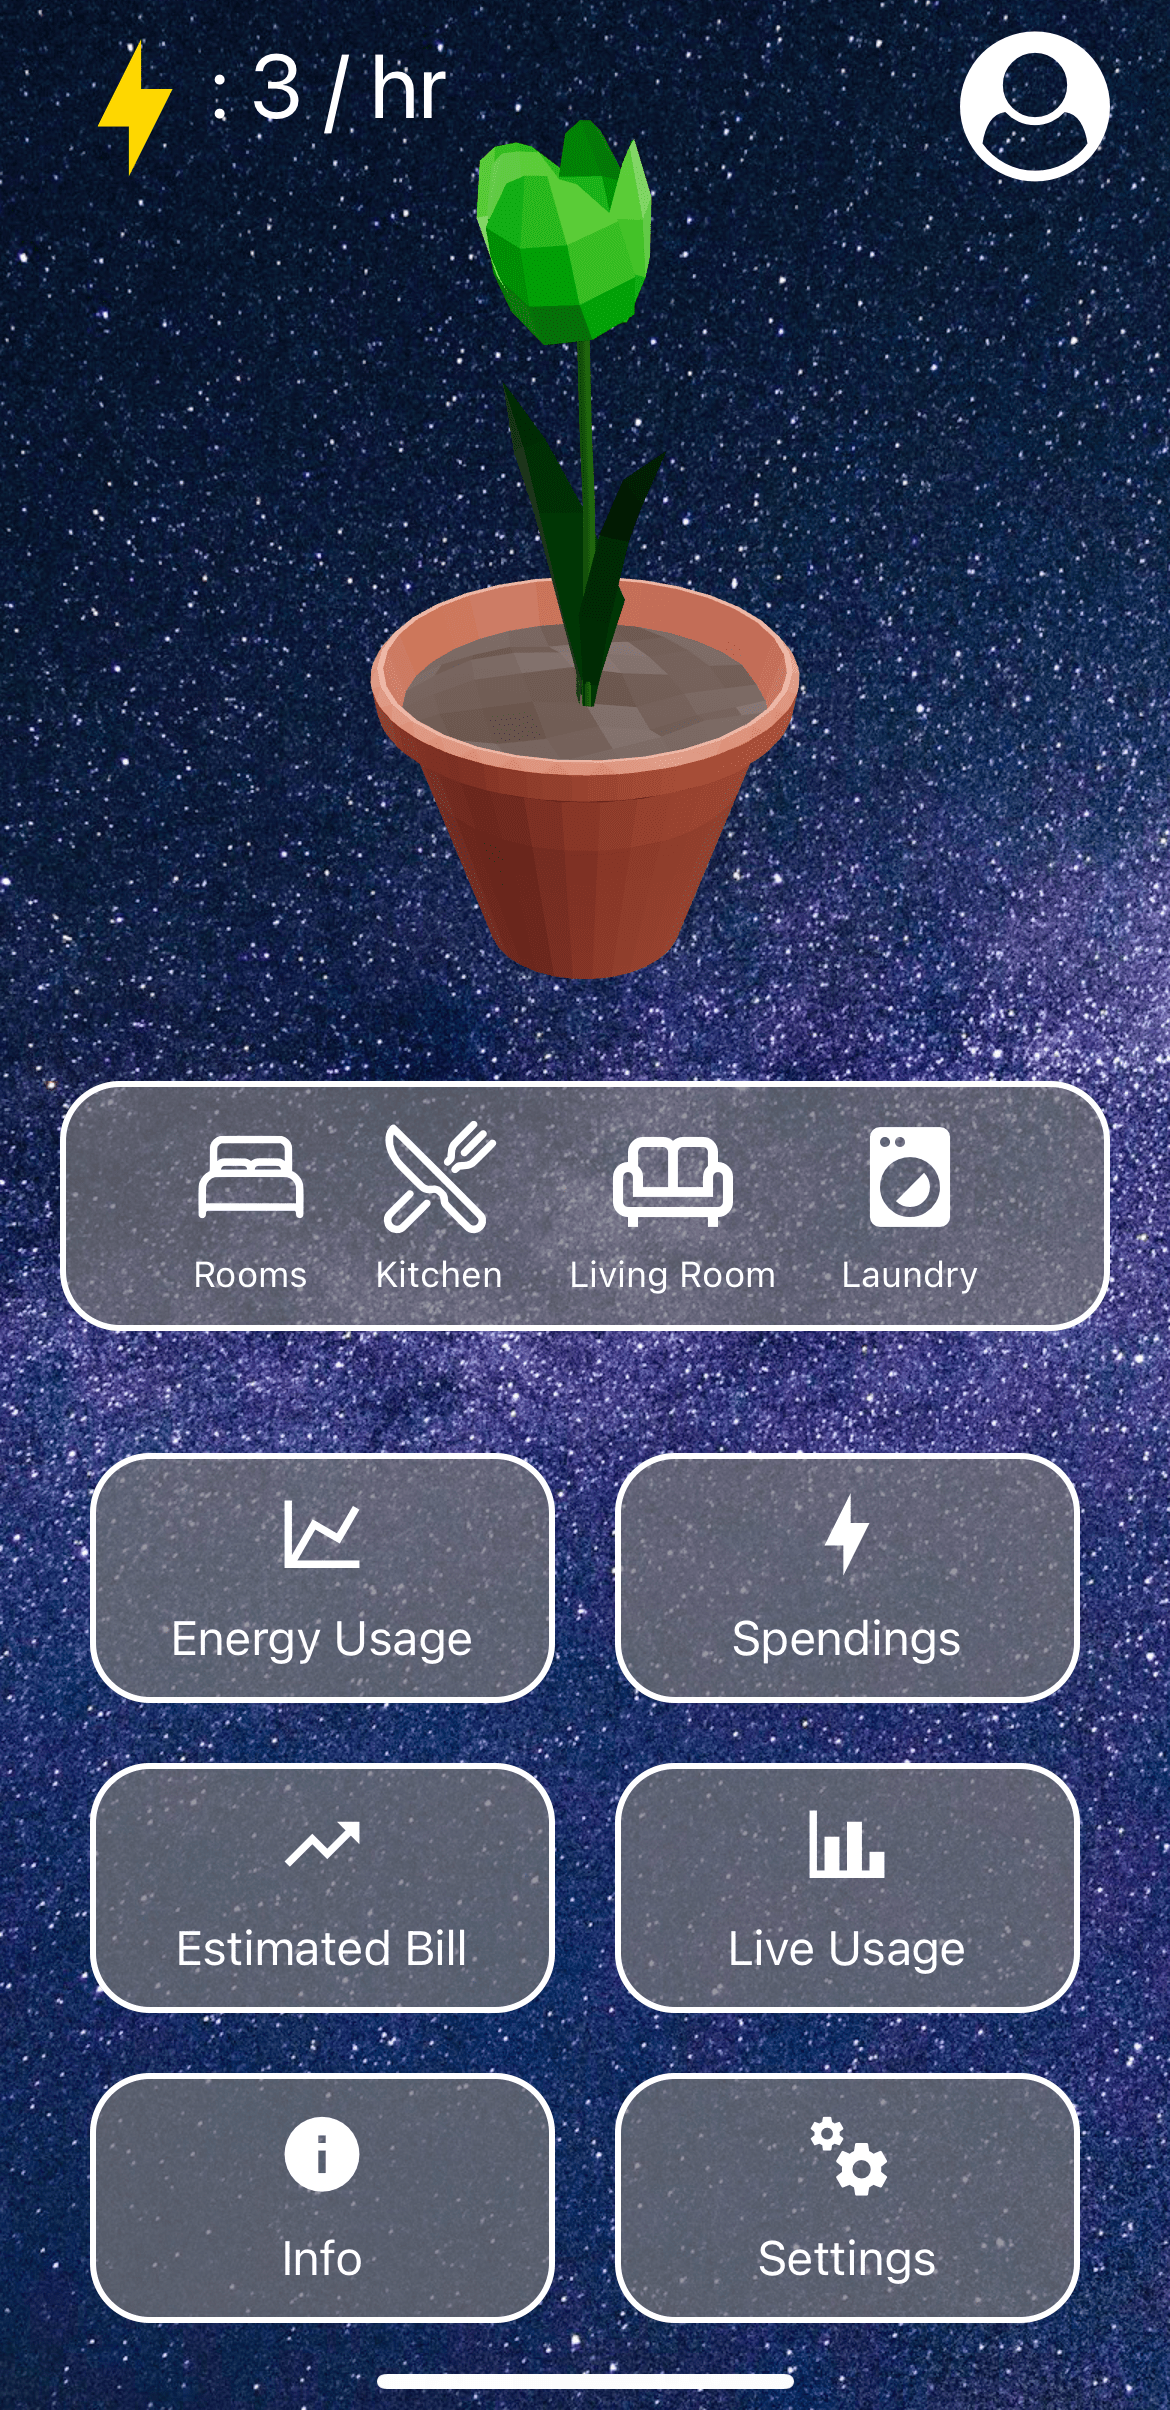 : 3 / hr
Rooms Kitchen Living Room Laundry
Energy Usage Spendings
Estimated Bill Live Usage
Info Settings